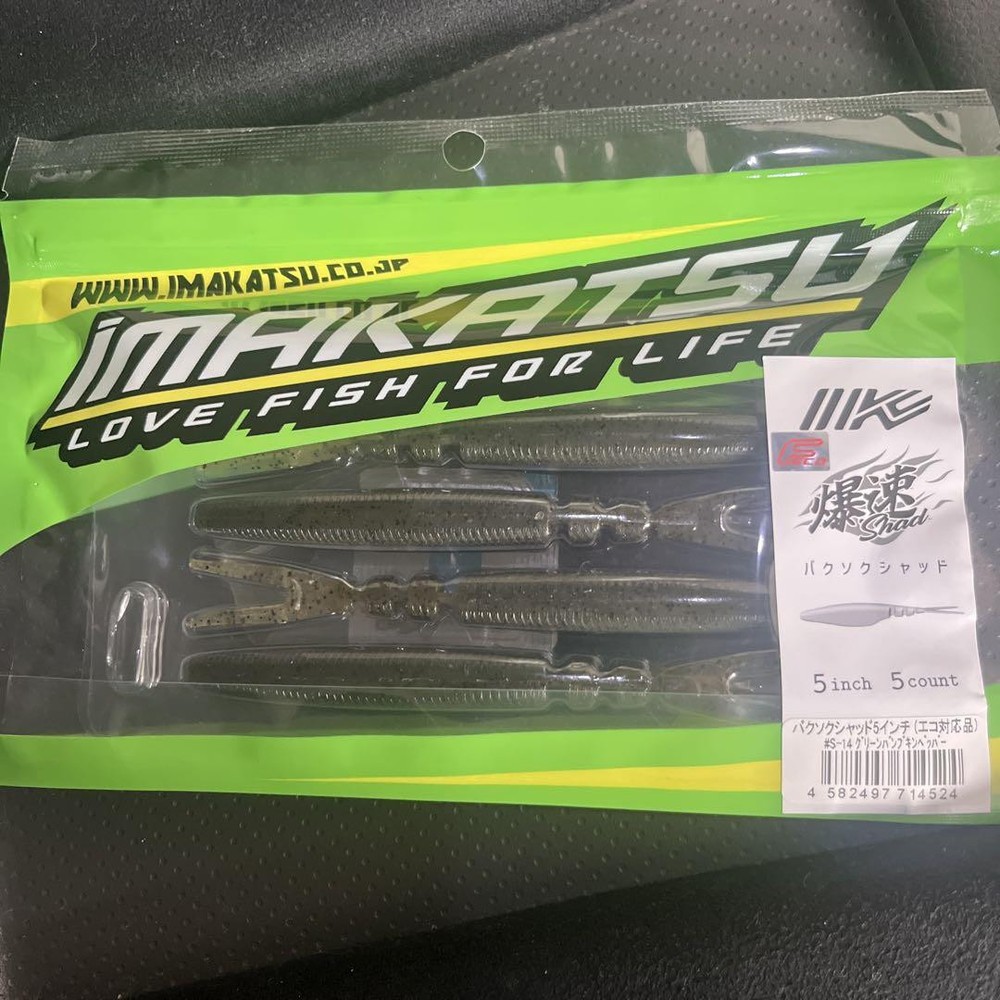 WWW.IMAKATSU.CO.JP
iMAKATSU
LOVE FISH FOR LIFE
IK
Feco
爆速
Shad
バクソクシャッド
5inch 5count
バクソクシャッド5インチ(エコ対応品)
#S-14 グリーンパンプキンペッパー
4 582497 714524